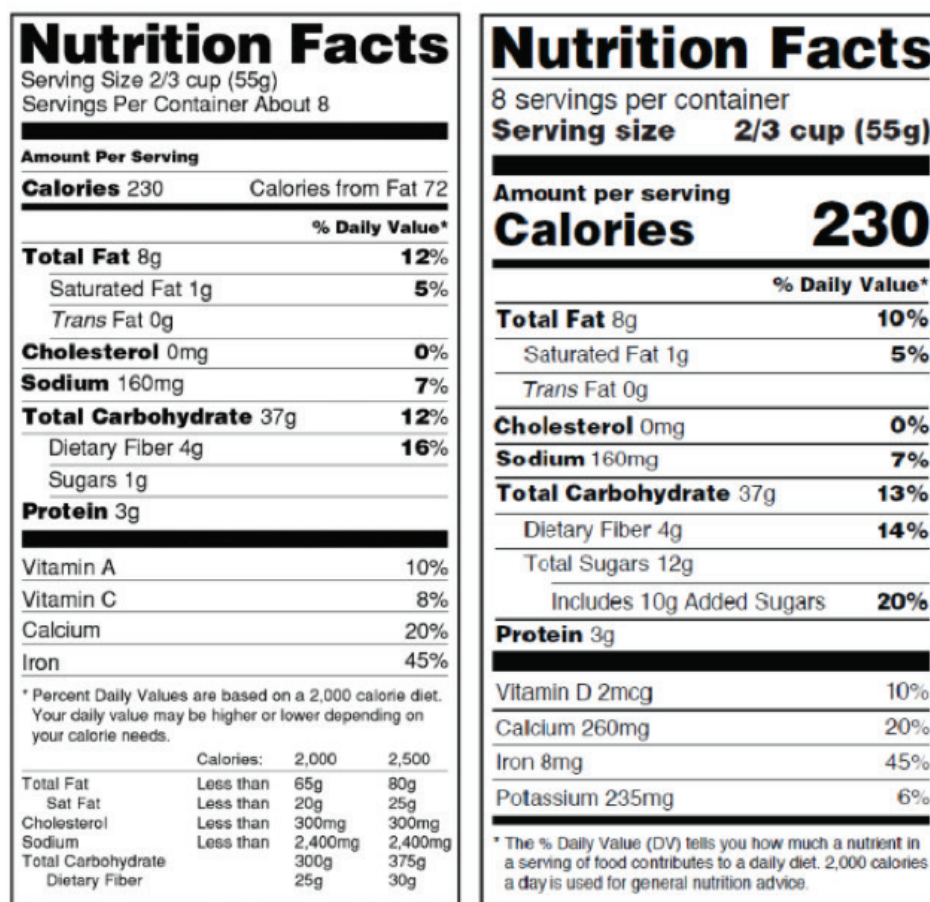 Nutrition Facts
Serving Size 2/3 cup (55g)
Servings Per Container About 8
Amount Per Serving
Calories 230 Calories from Fat 72
% Daily Value*
Total Fat 8g 12%
Saturated Fat 1g 5%
Trans Fat 0g
Cholesterol 0mg 0%
Sodium 160mg 7%
Total Carbohydrate 37g 12%
Dietary Fiber 4g 16%
Sugars 1g
Protein 3g
Vitamin A 10%
Vitamin C 8%
Calcium 20%
Iron 45%
* Percent Daily Values are based on a 2,000 calorie diet.
Your daily value may be higher or lower depending on
your calorie needs.
Calories: 2,000 2,500
Total Fat Less than 65g 80g
Sat Fat Less than 20g 25g
Cholesterol Less than 300mg 300mg
Sodium Less than 2,400mg 2,400mg
Total Carbohydrate 300g 375g
Dietary Fiber 25g 30g
Nutrition Facts
8 servings per container
Serving size 2/3 cup (55g)
Amount per serving
Calories 230
% Daily Value*
Total Fat 8g 10%
Saturated Fat 1g 5%
Trans Fat 0g
Cholesterol 0mg 0%
Sodium 160mg 7%
Total Carbohydrate 37g 13%
Dietary Fiber 4g 14%
Total Sugars 12g
Includes 10g Added Sugars 20%
Protein 3g
Vitamin D 2mcg 10%
Calcium 260mg 20%
Iron 8mg 45%
Potassium 235mg 6%
* The % Daily Value (DV) tells you how much a nutrient in
a serving of food contributes to a daily diet. 2,000 calories
a day is used for general nutrition advice.